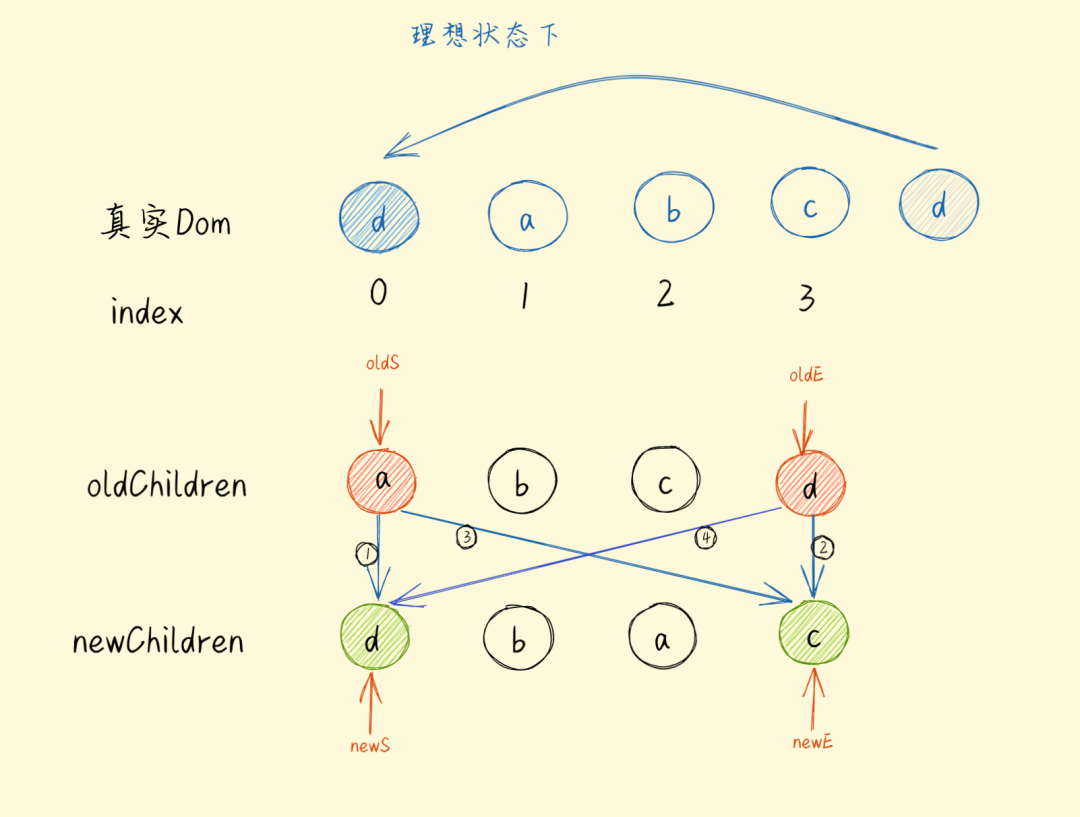 理想状态下
真实Dom d a b c d
index 0 1 2 3
oldS oldE
oldChildren a b c d
1 3 4 2
newChildren d b a c
newS newE